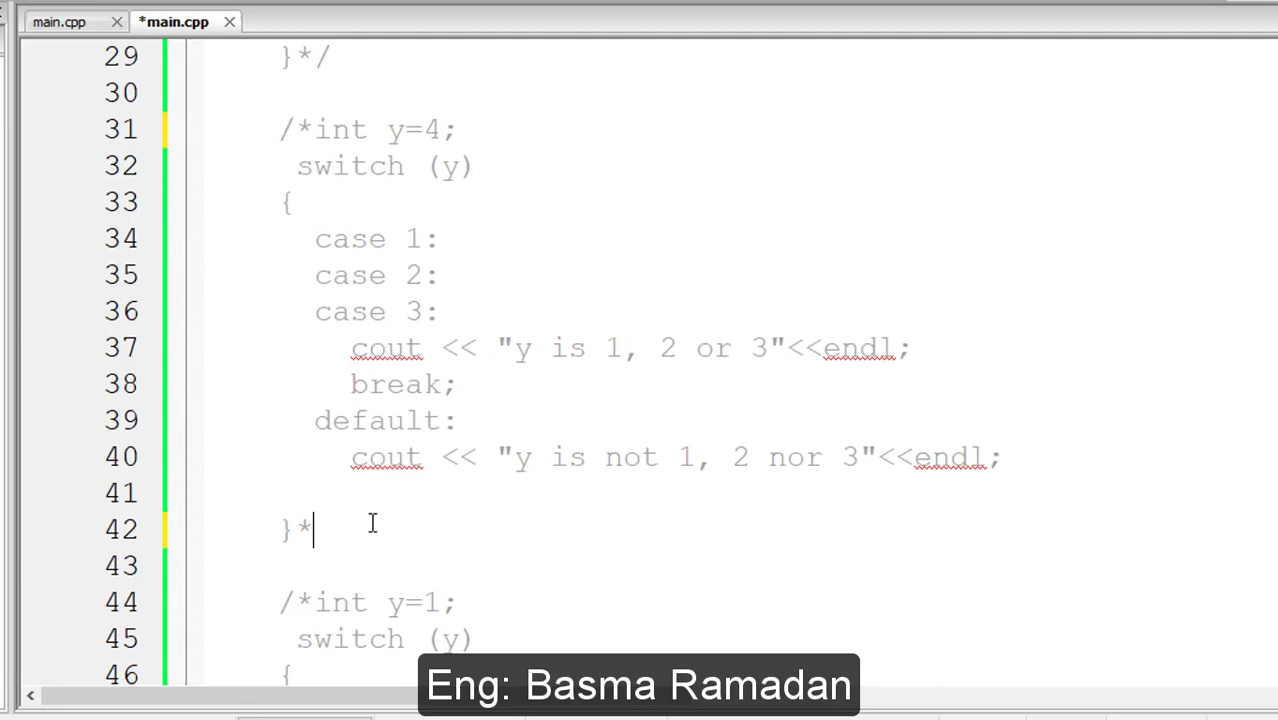 main.cpp
*main.cpp
29 }*/
30
31 /*int y=4;
32 switch (y)
33 {
34 case 1:
35 case 2:
36 case 3:
37 cout << "y is 1, 2 or 3"<<endl;
38 break;
39 default:
40 cout << "y is not 1, 2 nor 3"<<endl;
41
42 }*
43
44 /*int y=1;
45 switch (y)
46 {
Eng: Basma Ramadan